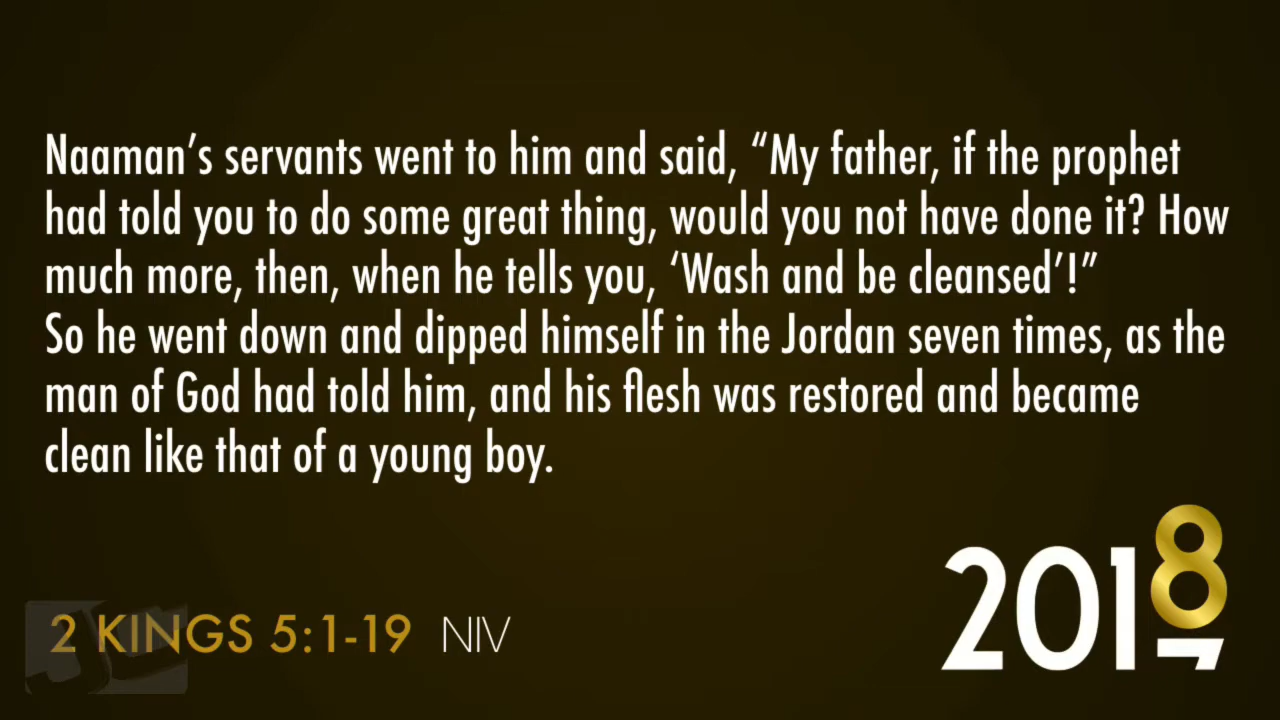 Naaman’s servants went to him and said, “My father, if the prophet
had told you to do some great thing, would you not have done it? How
much more, then, when he tells you, ‘Wash and be cleansed’!”
So he went down and dipped himself in the Jordan seven times, as the
man of God had told him, and his flesh was restored and became
clean like that of a young boy.
2 KINGS 5:1-19 NIV
2018
7